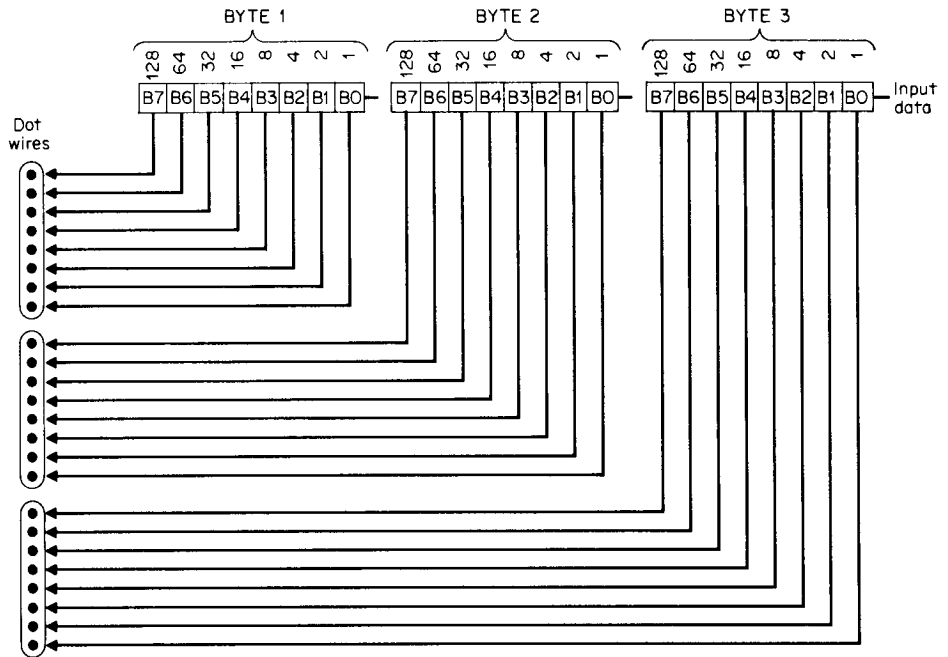 BYTE 1 BYTE 2 BYTE 3
128 64 32 16 8 4 2 1 128 64 32 16 8 4 2 1 128 64 32 16 8 4 2 1
B7 B6 B5 B4 B3 B2 B1 B0 B7 B6 B5 B4 B3 B2 B1 B0 B7 B6 B5 B4 B3 B2 B1 B0 Input
data
Dot
wires